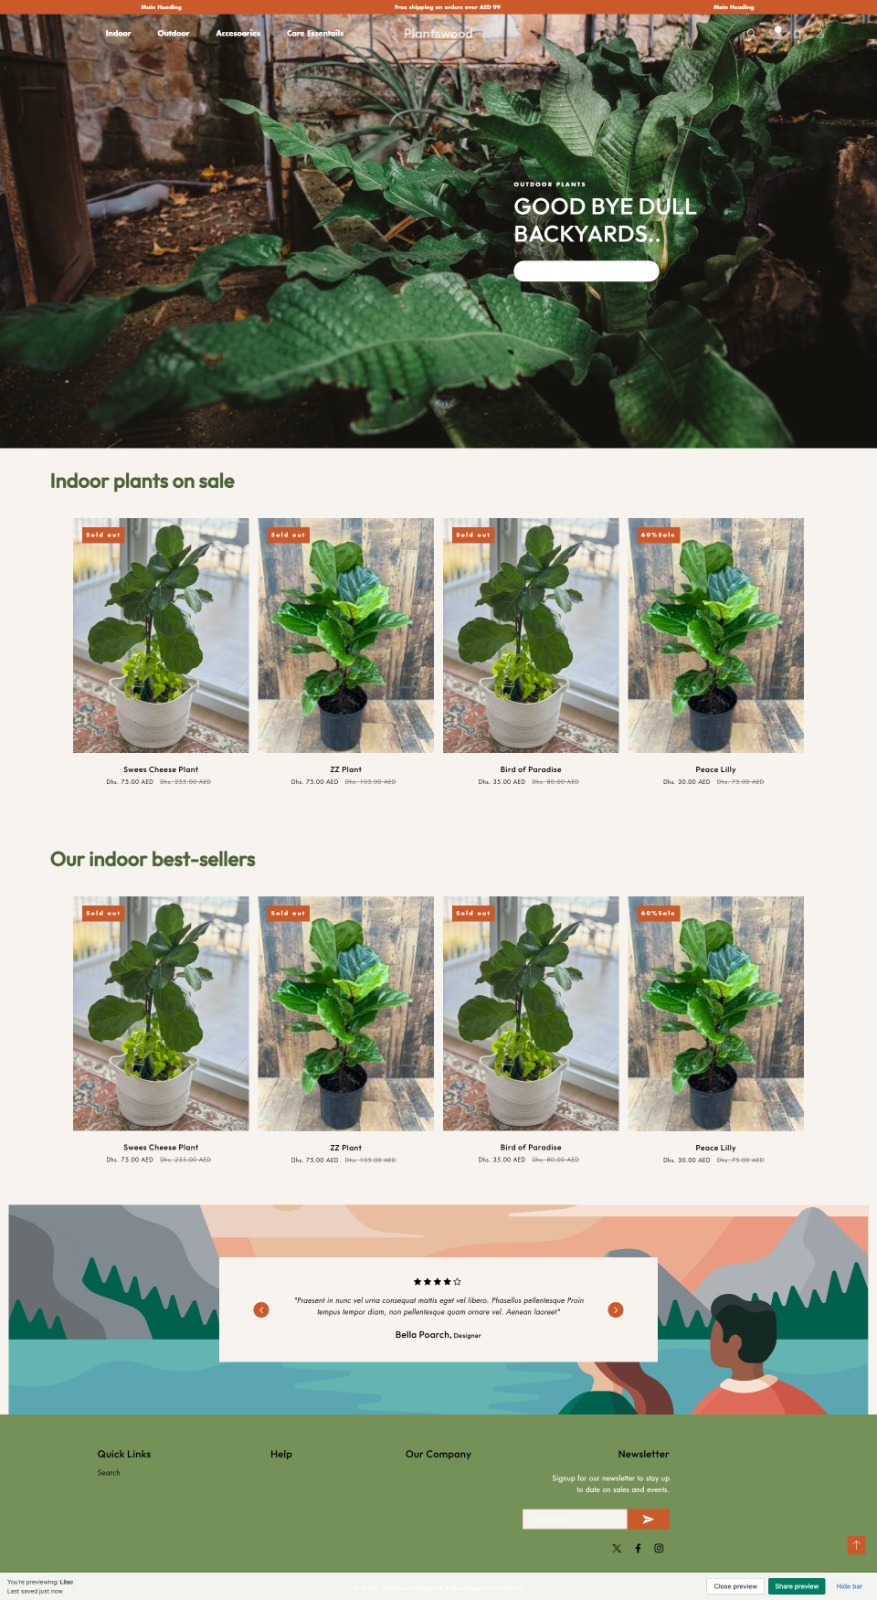 Main Heading
Free shipping on orders over AED 99
Main Heading
Indoor
Outdoor
Accesoories
Care Essentails
Plantswood
OUTDOOR PLANTS
GOOD BYE DULL
BACKYARDS..
Indoor plants on sale
Sold out
Sold out
Sold out
60%Sale
Swees Cheese Plant
ZZ Plant
Bird of Paradise
Peace Lilly
Dhs. 75.00 AED Dhs. 255.00 AED
Dhs. 75.00 AED Dhs. 105.00 AED
Dhs. 35.00 AED Dhs. 80.00 AED
Dhs. 30.00 AED Dhs. 75.00 AED
Our indoor best-sellers
Sold out
Sold out
Sold out
60%Sale
Swees Cheese Plant
ZZ Plant
Bird of Paradise
Peace Lilly
Dhs. 75.00 AED Dhs. 255.00 AED
Dhs. 75.00 AED Dhs. 105.00 AED
Dhs. 35.00 AED Dhs. 80.00 AED
Dhs. 30.00 AED Dhs. 75.00 AED
"Praesent in nunc vel urna consequat mattis eget vel libero. Phasellus pellentesque Proin
tempus tempor diam, non pellentesque quam ornare vel. Aenean laoreet"
Bella Poarch, Designer
Quick Links
Help
Our Company
Newsletter
Search
Signup for our newsletter to stay up
to date on sales and events.
You're previewing: Lilac
Last saved just now
Close preview
Share preview
Hide bar